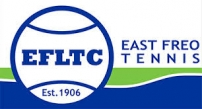 EFLTC
Est. 1906
EAST FREO
TENNIS